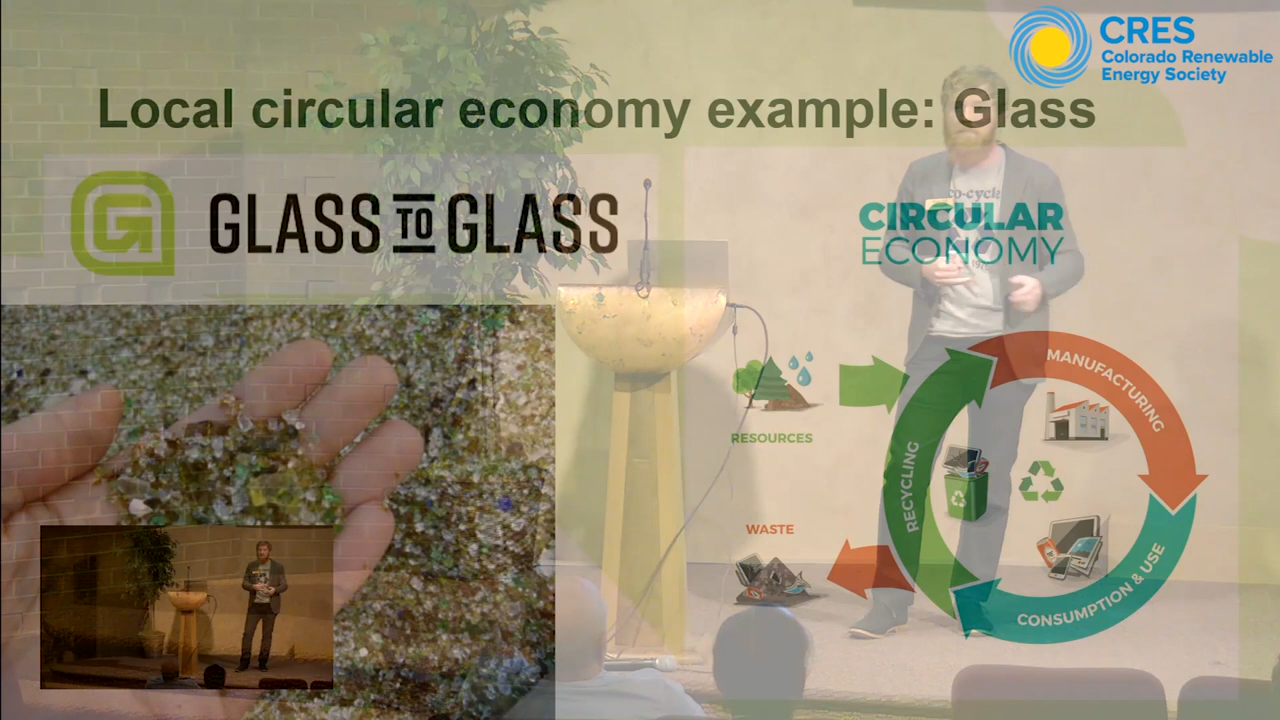 CRES
Colorado Renewable
Energy Society
Local circular economy example: Glass
G
GLASS TO GLASS
CIRCULAR
ECONOMY
MANUFACTURING
RESOURCES
RECYCLING
WASTE
CONSUMPTION & USE